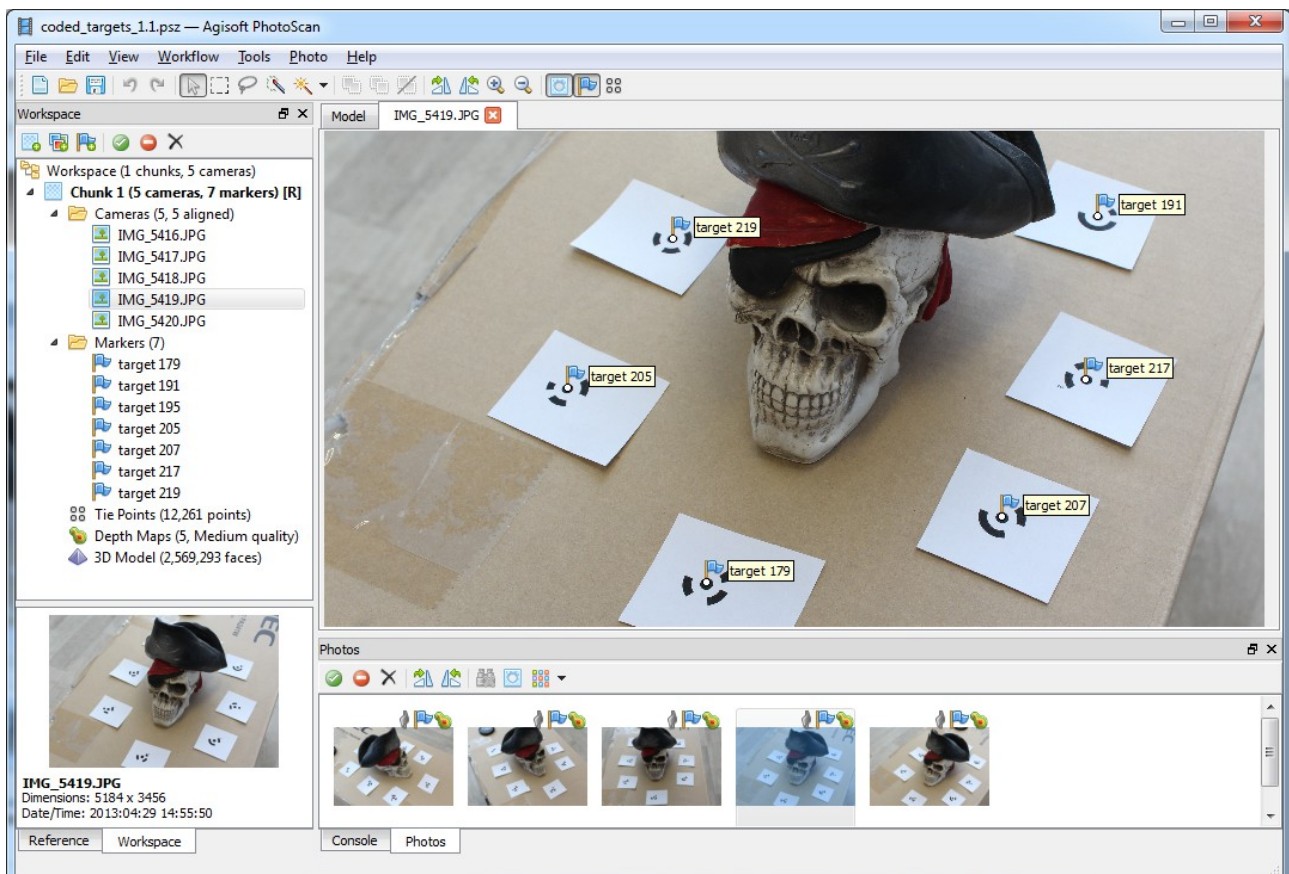 coded_targets_1.1.psz — Agisoft PhotoScan
File Edit View Workflow Tools Photo Help
Workspace
Model IMG_5419.JPG
Workspace (1 chunks, 5 cameras)
Chunk 1 (5 cameras, 7 markers) [R]
Cameras (5, 5 aligned)
IMG_5416.JPG
IMG_5417.JPG
IMG_5418.JPG
IMG_5419.JPG
IMG_5420.JPG
Markers (7)
target 179
target 191
target 195
target 205
target 207
target 217
target 219
Tie Points (12,261 points)
Depth Maps (5, Medium quality)
3D Model (2,569,293 faces)
target 191
target 219
target 217
target 205
target 207
target 179
EC
IMG_5419.JPG
Dimensions: 5184 x 3456
Date/Time: 2013:04:29 14:55:50
Reference Workspace
Photos
Console Photos